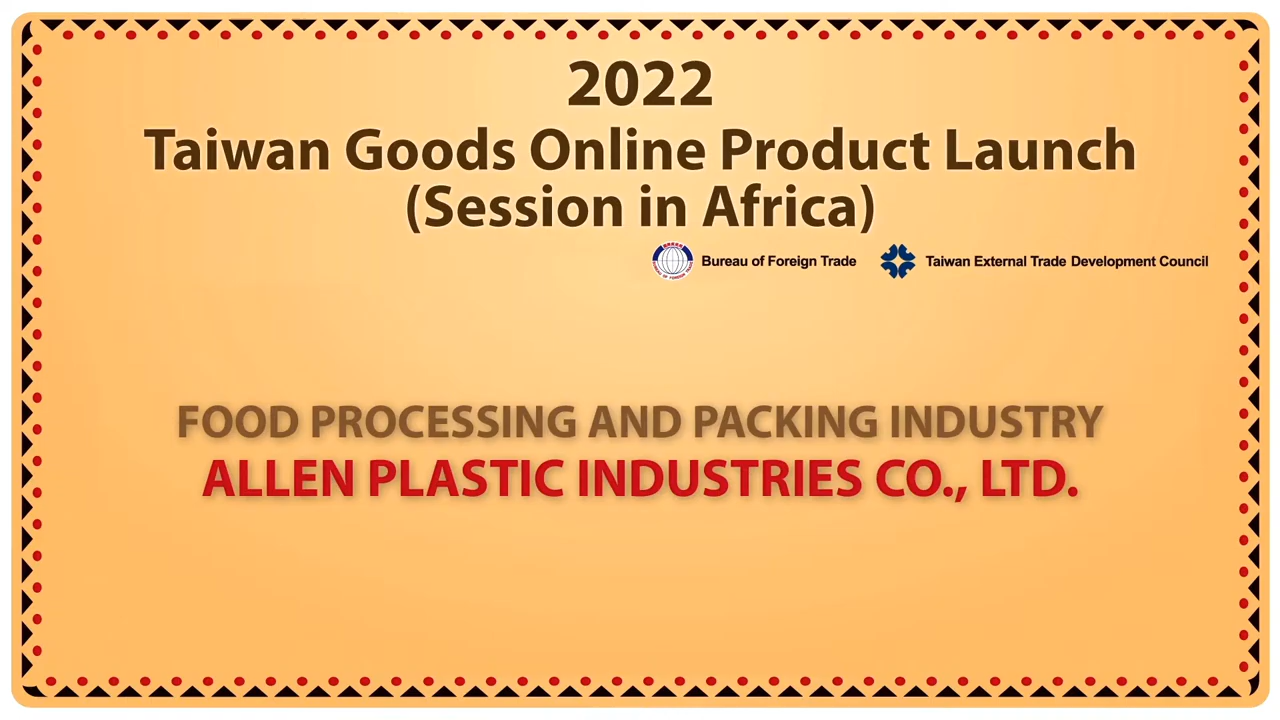 2022
Taiwan Goods Online Product Launch
(Session in Africa)
Bureau of Foreign Trade Taiwan External Trade Development Council
FOOD PROCESSING AND PACKING INDUSTRY
ALLEN PLASTIC INDUSTRIES CO., LTD.